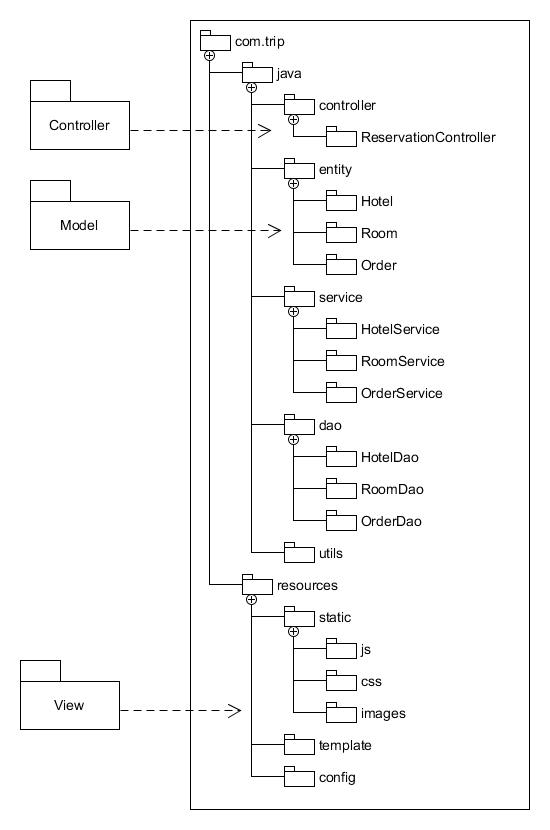 com.trip
java
controller
Controller
ReservationController
entity
Hotel
Model
Room
Order
service
HotelService
RoomService
OrderService
dao
HotelDao
RoomDao
OrderDao
utils
resources
static
js
css
View
images
template
config